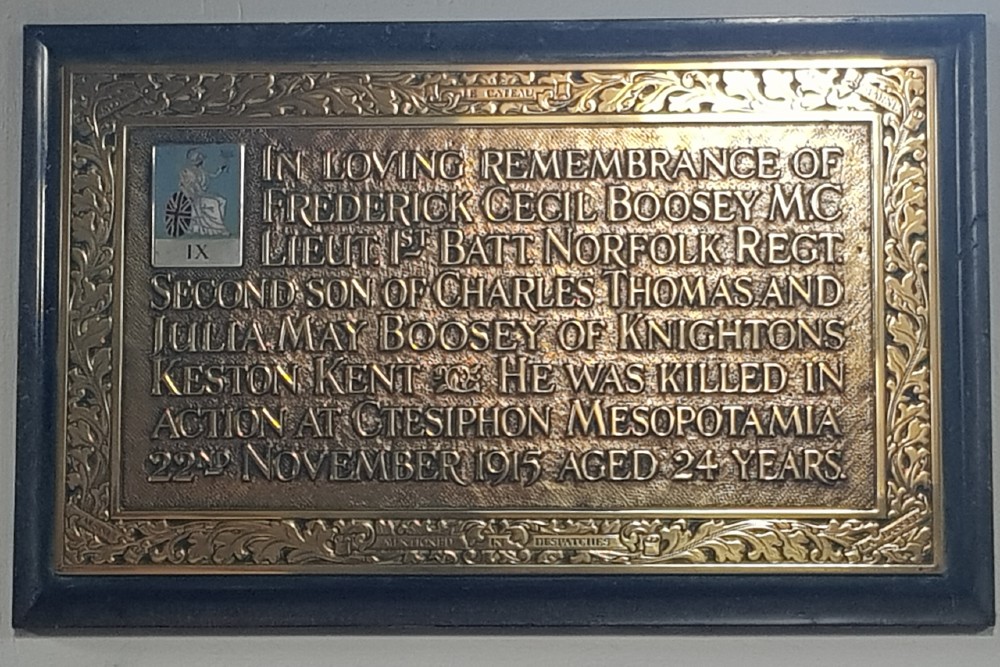 LE CATEAU
IX
IN LOVING REMEMBRANCE OF
FREDERICK CECIL BOOSEY M.C
LIEUT. 1ST BATT. NORFOLK REGT.
SECOND SON OF CHARLES THOMAS AND
JULIA MAY BOOSEY OF KNIGHTONS
KESTON KENT HE WAS KILLED IN
ACTION AT CTESIPHON MESOPOTAMIA
22ND NOVEMBER 1915 AGED 24 YEARS.
MENTIONED IN DESPATCHES